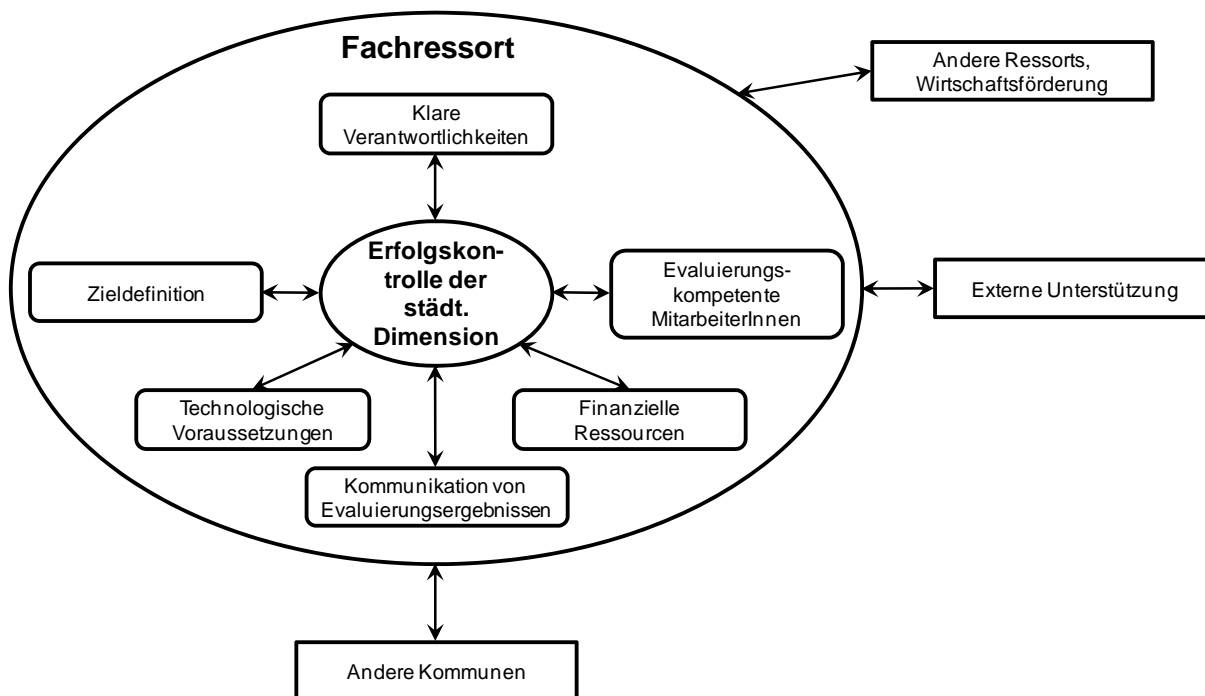 Fachressort
Andere Ressorts,
Wirtschaftsförderung
Klare
Verantwortlichkeiten
Erfolgskon-
trolle der
städt.
Dimension
Zieldefinition
Evaluierungs-
kompetente
MitarbeiterInnen
Externe Unterstützung
Technologische
Voraussetzungen
Finanzielle
Ressourcen
Kommunikation von
Evaluierungsergebnissen
Andere Kommunen